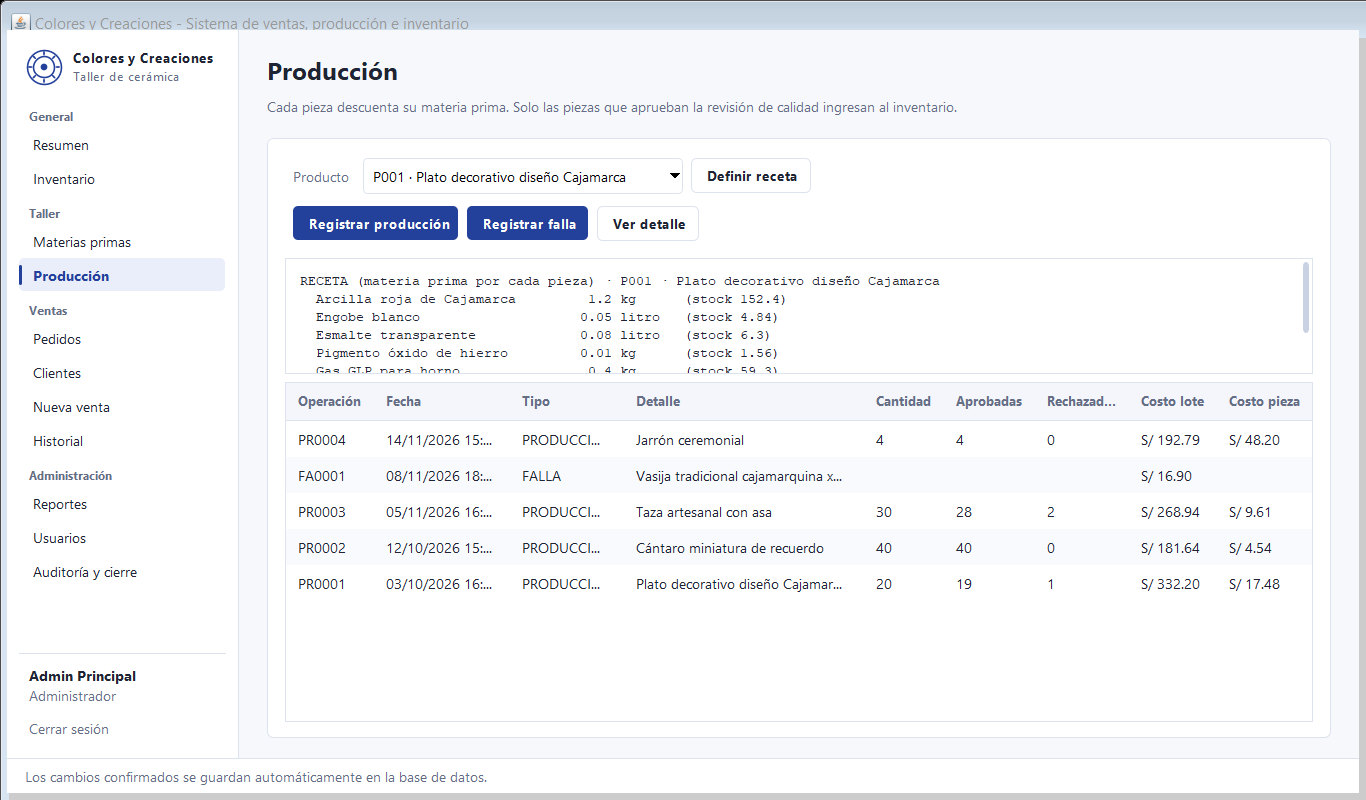 Colores y Creaciones - Sistema de ventas, producción e inventario
Colores y Creaciones
Taller de cerámica
General
Resumen
Inventario
Taller
Materias primas
Producción
Ventas
Pedidos
Clientes
Nueva venta
Historial
Administración
Reportes
Usuarios
Auditoría y cierre
Admin Principal
Administrador
Cerrar sesión
Producción
Cada pieza descuenta su materia prima. Solo las piezas que aprueban la revisión de calidad ingresan al inventario.
Producto P001 · Plato decorativo diseño Cajamarca Definir receta
Registrar producción Registrar falla Ver detalle
RECETA (materia prima por cada pieza) · P001 · Plato decorativo diseño Cajamarca
Arcilla roja de Cajamarca 1.2 kg (stock 152.4)
Engobe blanco 0.05 litro (stock 4.84)
Esmalte transparente 0.08 litro (stock 6.3)
Pigmento óxido de hierro 0.01 kg (stock 1.56)
Gas GLP para horno 0.4 kg (stock 59.3)
Operación Fecha Tipo Detalle Cantidad Aprobadas Rechazad... Costo lote Costo pieza
PR0004 14/11/2026 15:... PRODUCCI... Jarrón ceremonial 4 4 0 S/ 192.79 S/ 48.20
FA0001 08/11/2026 18:... FALLA Vasija tradicional cajamarquina x... S/ 16.90
PR0003 05/11/2026 16:... PRODUCCI... Taza artesanal con asa 30 28 2 S/ 268.94 S/ 9.61
PR0002 12/10/2026 15:... PRODUCCI... Cántaro miniatura de recuerdo 40 40 0 S/ 181.64 S/ 4.54
PR0001 03/10/2026 16:... PRODUCCI... Plato decorativo diseño Cajamar... 20 19 1 S/ 332.20 S/ 17.48
Los cambios confirmados se guardan automáticamente en la base de datos.